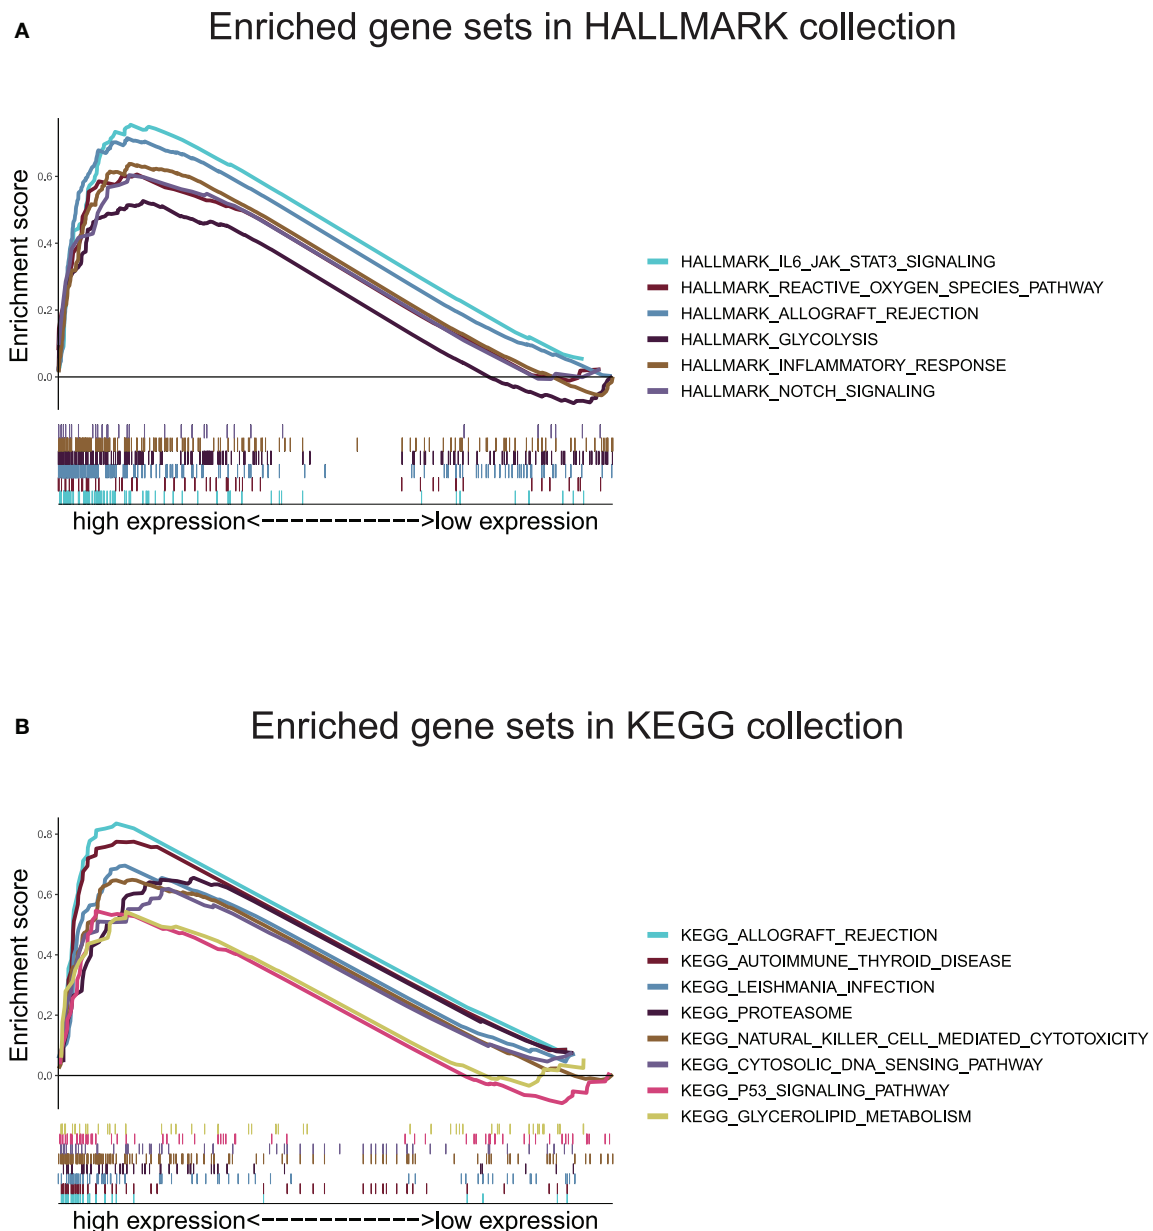 A
Enriched gene sets in HALLMARK collection
Enrichment score
0.6
0.4
0.2
0.0
HALLMARK_IL6_JAK_STAT3_SIGNALING
HALLMARK_REACTIVE_OXYGEN_SPECIES_PATHWAY
HALLMARK_ALLOGRAFT_REJECTION
HALLMARK_GLYCOLYSIS
HALLMARK_INFLAMMATORY_RESPONSE
HALLMARK_NOTCH_SIGNALING
high expression<------------->low expression
B
Enriched gene sets in KEGG collection
Enrichment score
0.8
0.6
0.4
0.2
0.0
KEGG_ALLOGRAFT_REJECTION
KEGG_AUTOIMMUNE_THYROID_DISEASE
KEGG_LEISHMANIA_INFECTION
KEGG_PROTEASOME
KEGG_NATURAL_KILLER_CELL_MEDIATED_CYTOTOXICITY
KEGG_CYTOSOLIC_DNA_SENSING_PATHWAY
KEGG_P53_SIGNALING_PATHWAY
KEGG_GLYCEROLIPID_METABOLISM
high expression<------------->low expression